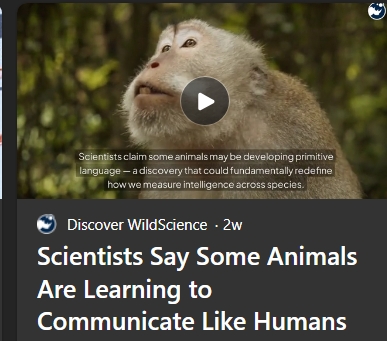 Scientists claim some animals may be developing primitive
language — a discovery that could fundamentally redefine
how we measure intelligence across species.
Discover WildScience · 2w
Scientists Say Some Animals
Are Learning to
Communicate Like Humans